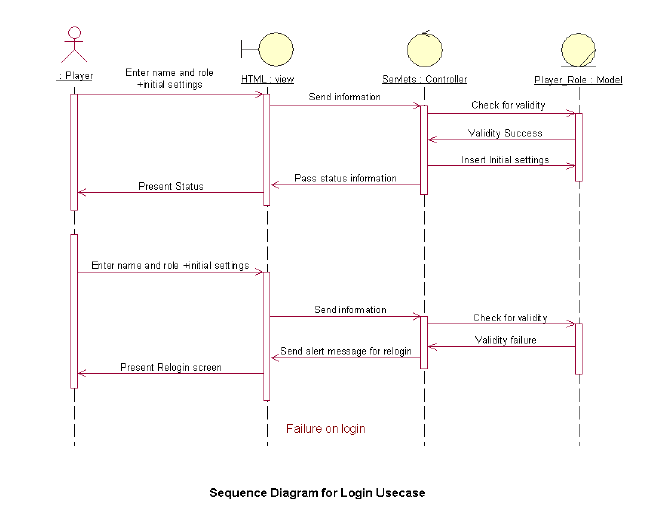 : Player
HTML : view
Servlets : Controller
Player_Role : Model
Enter name and role
+initial settings
Send information
Check for validity
Validity Success
Insert Initial settings
Pass status information
Present Status
Enter name and role +initial settings
Send information
Check for validity
Validity failure
Send alert message for relogin
Present Relogin screen
Failure on login
Sequence Diagram for Login Usecase